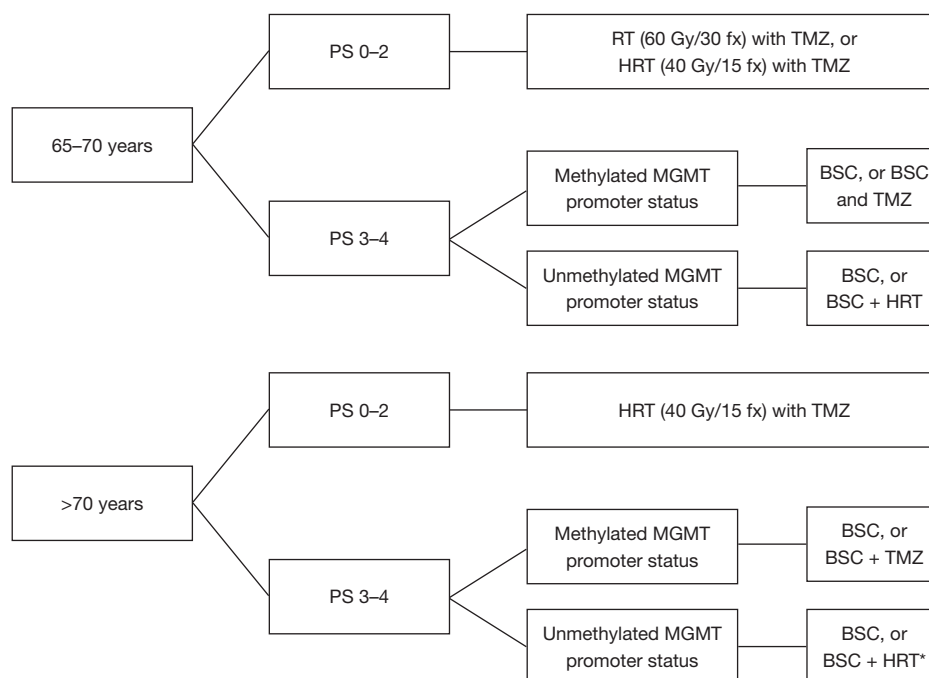 PS 0–2
RT (60 Gy/30 fx) with TMZ, or
HRT (40 Gy/15 fx) with TMZ
65–70 years
PS 3–4
Methylated MGMT
promoter status
BSC, or BSC
and TMZ
Unmethylated MGMT
promoter status
BSC, or
BSC + HRT
PS 0–2
HRT (40 Gy/15 fx) with TMZ
>70 years
PS 3–4
Methylated MGMT
promoter status
BSC, or
BSC + TMZ
Unmethylated MGMT
promoter status
BSC, or
BSC + HRT*